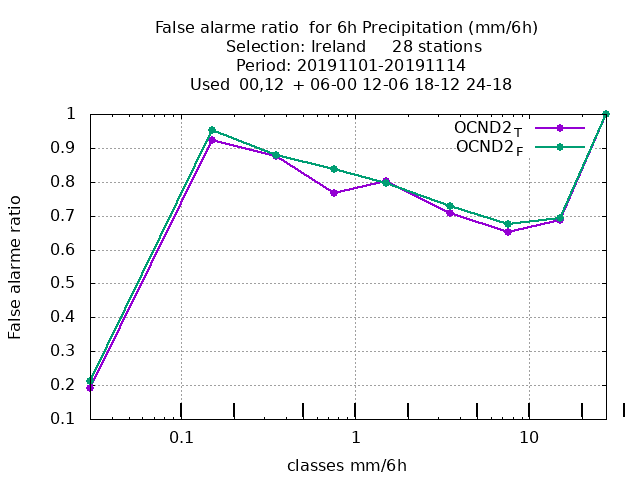 False alarme ratio  for 6h Precipitation (mm/6h)
Selection: Ireland     28 stations
Period: 20191101-20191114
Used  00,12  + 06-00 12-06 18-12 24-18
OCND2T
OCND2F
1
0.9
0.8
0.7
0.6
0.5
0.4
0.3
0.2
0.1
False alarme ratio
0.1 1 10
classes mm/6h